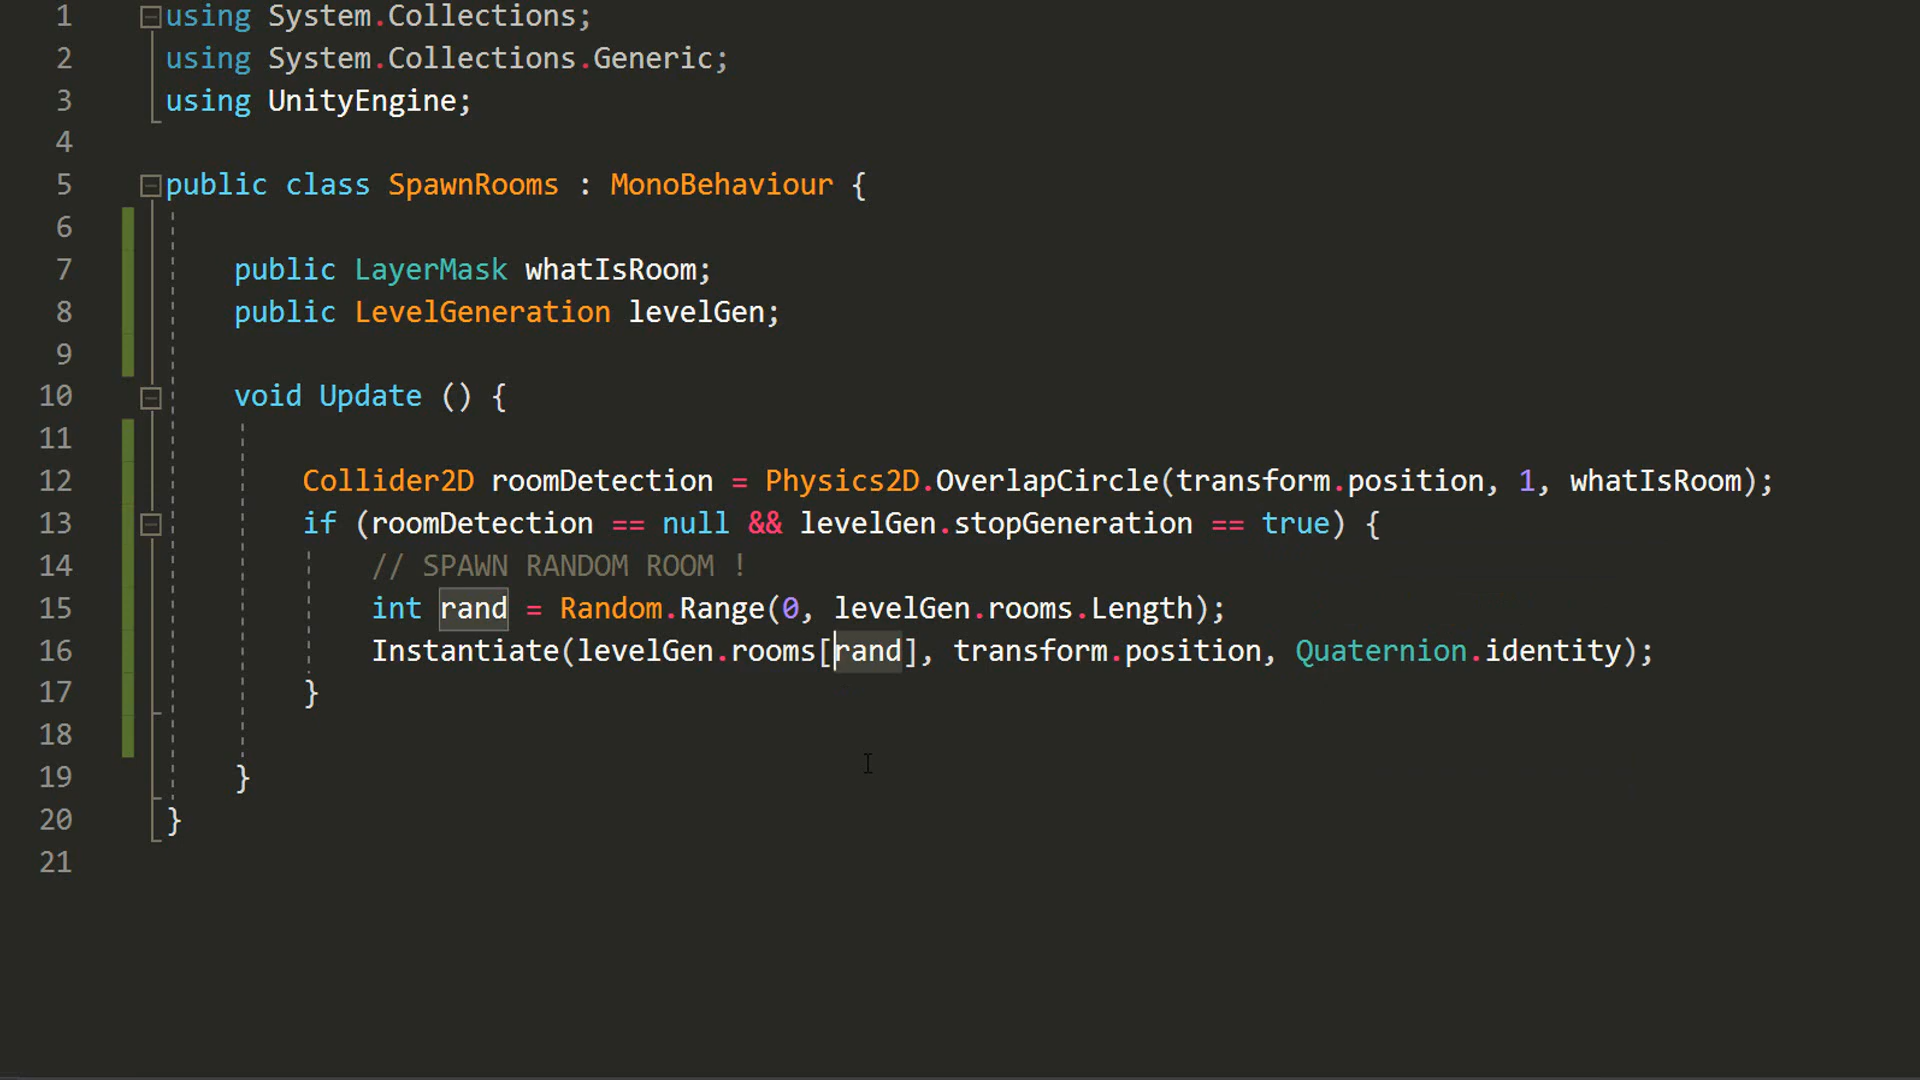 1 using System.Collections;
2 using System.Collections.Generic;
3 using UnityEngine;
4
5 public class SpawnRooms : MonoBehaviour {
6
7 public LayerMask whatIsRoom;
8 public LevelGeneration levelGen;
9
10 void Update () {
11
12 Collider2D roomDetection = Physics2D.OverlapCircle(transform.position, 1, whatIsRoom);
13 if (roomDetection == null && levelGen.stopGeneration == true) {
14 // SPAWN RANDOM ROOM !
15 int rand = Random.Range(0, levelGen.rooms.Length);
16 Instantiate(levelGen.rooms[rand], transform.position, Quaternion.identity);
17 }
18
19 }
20 }
21